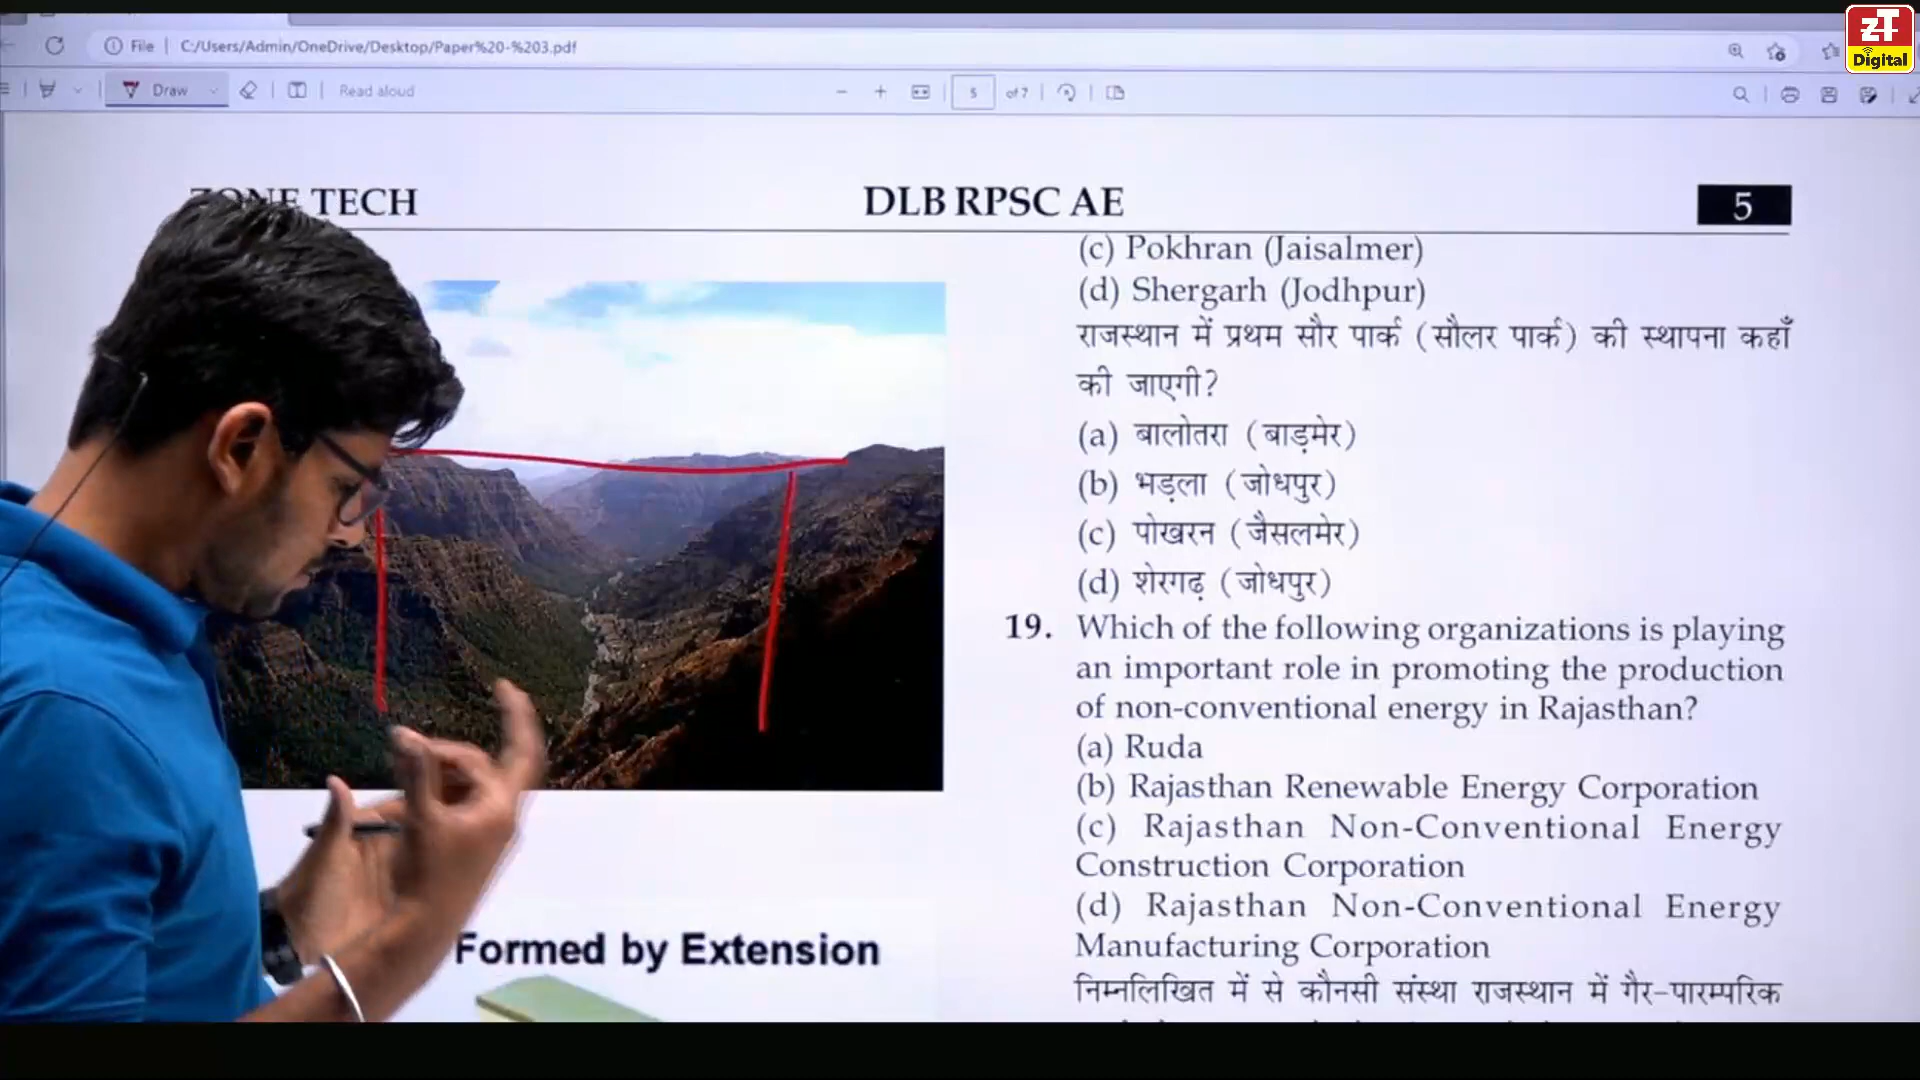 File
C:/Users/Admin/OneDrive/Desktop/Paper%20-%203.pdf
ZT
Digital
Draw
Read aloud
5
of 7
ZONE TECH
DLB RPSC AE
5
Formed by Extension
(c) Pokhran (Jaisalmer)
(d) Shergarh (Jodhpur)
राजस्थान में प्रथम सौर पार्क (सौलर पार्क) की स्थापना कहाँ
की जाएगी?
(a) बालोतरा (बाड़मेर)
(b) भड़ला (जोधपुर)
(c) पोखरन (जैसलमेर)
(d) शेरगढ़ (जोधपुर)
19. Which of the following organizations is playing
an important role in promoting the production
of non-conventional energy in Rajasthan?
(a) Ruda
(b) Rajasthan Renewable Energy Corporation
(c) Rajasthan Non-Conventional Energy
Construction Corporation
(d) Rajasthan Non-Conventional Energy
Manufacturing Corporation
निम्नलिखित में से कौनसी संस्था राजस्थान में गैर-पारम्परिक